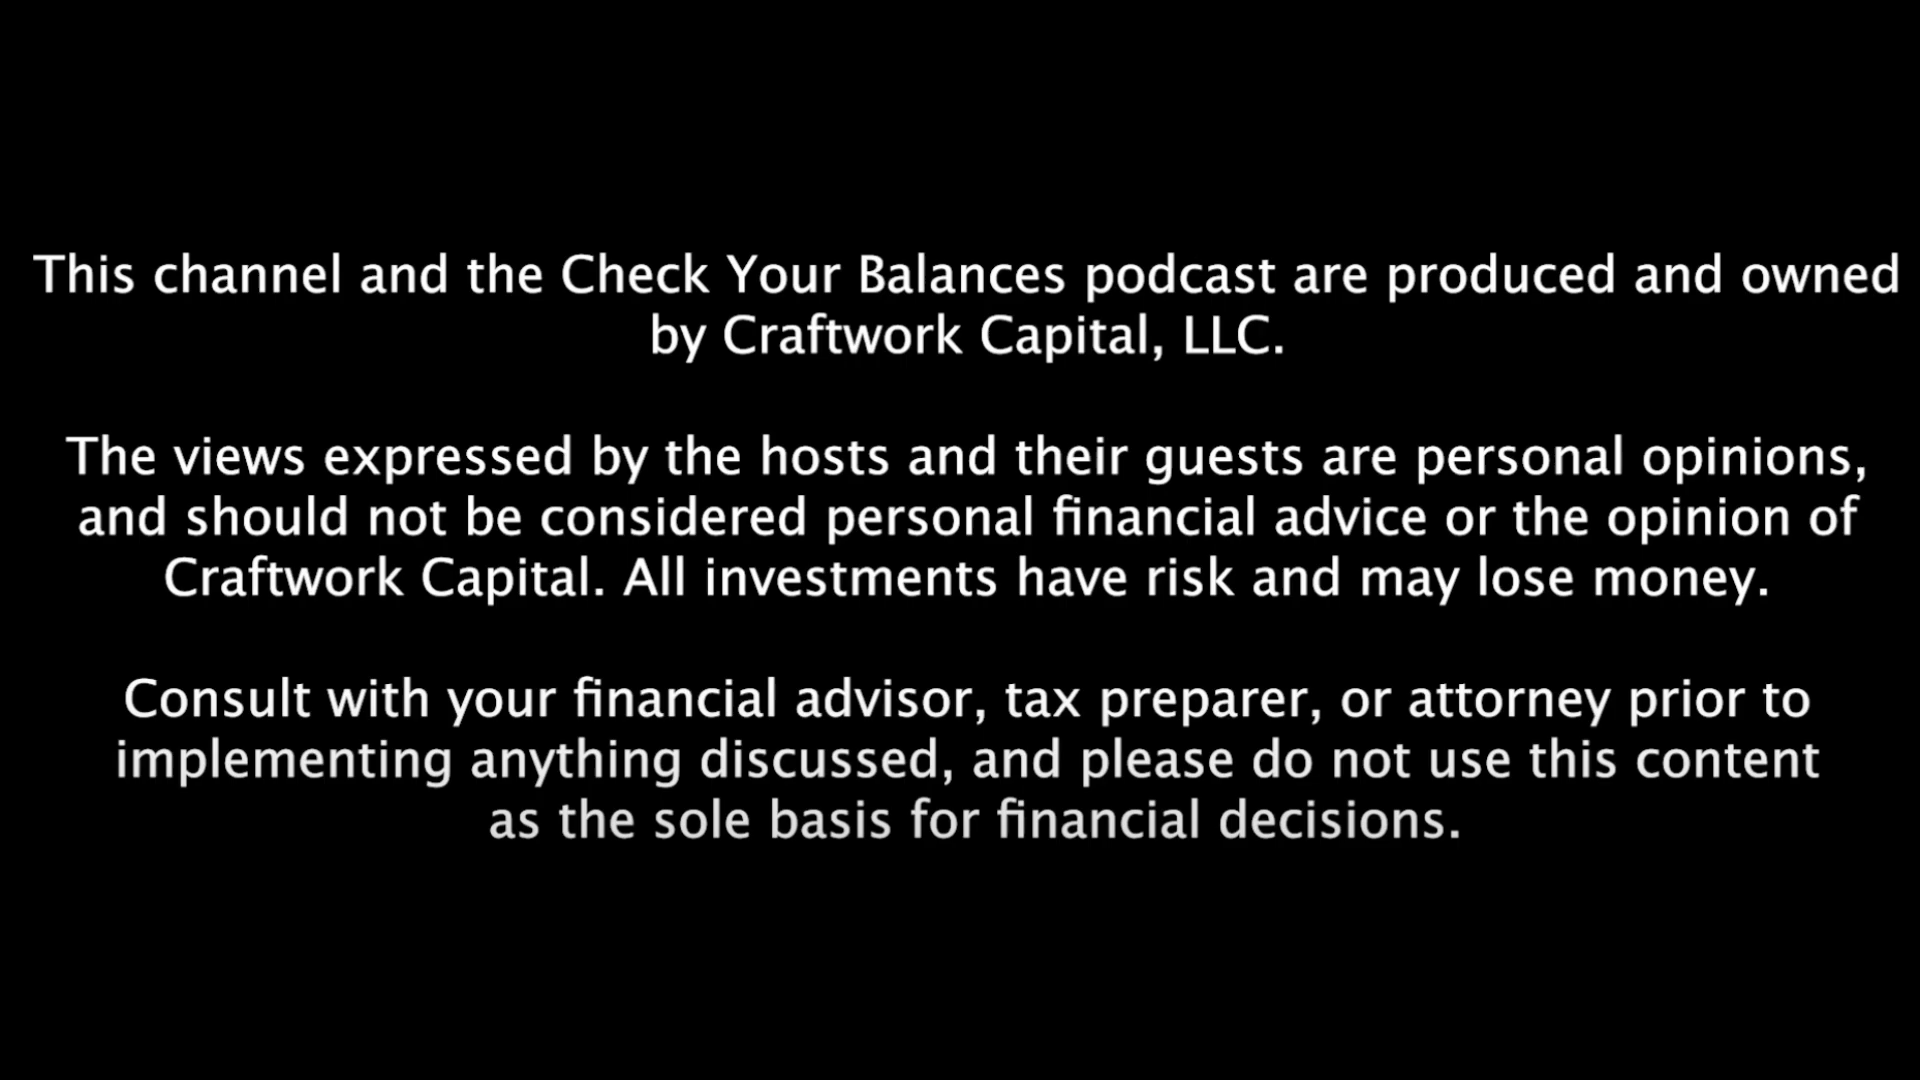 This channel and the Check Your Balances podcast are produced and owned
by Craftwork Capital, LLC.
The views expressed by the hosts and their guests are personal opinions,
and should not be considered personal financial advice or the opinion of
Craftwork Capital. All investments have risk and may lose money.
Consult with your financial advisor, tax preparer, or attorney prior to
implementing anything discussed, and please do not use this content
as the sole basis for financial decisions.